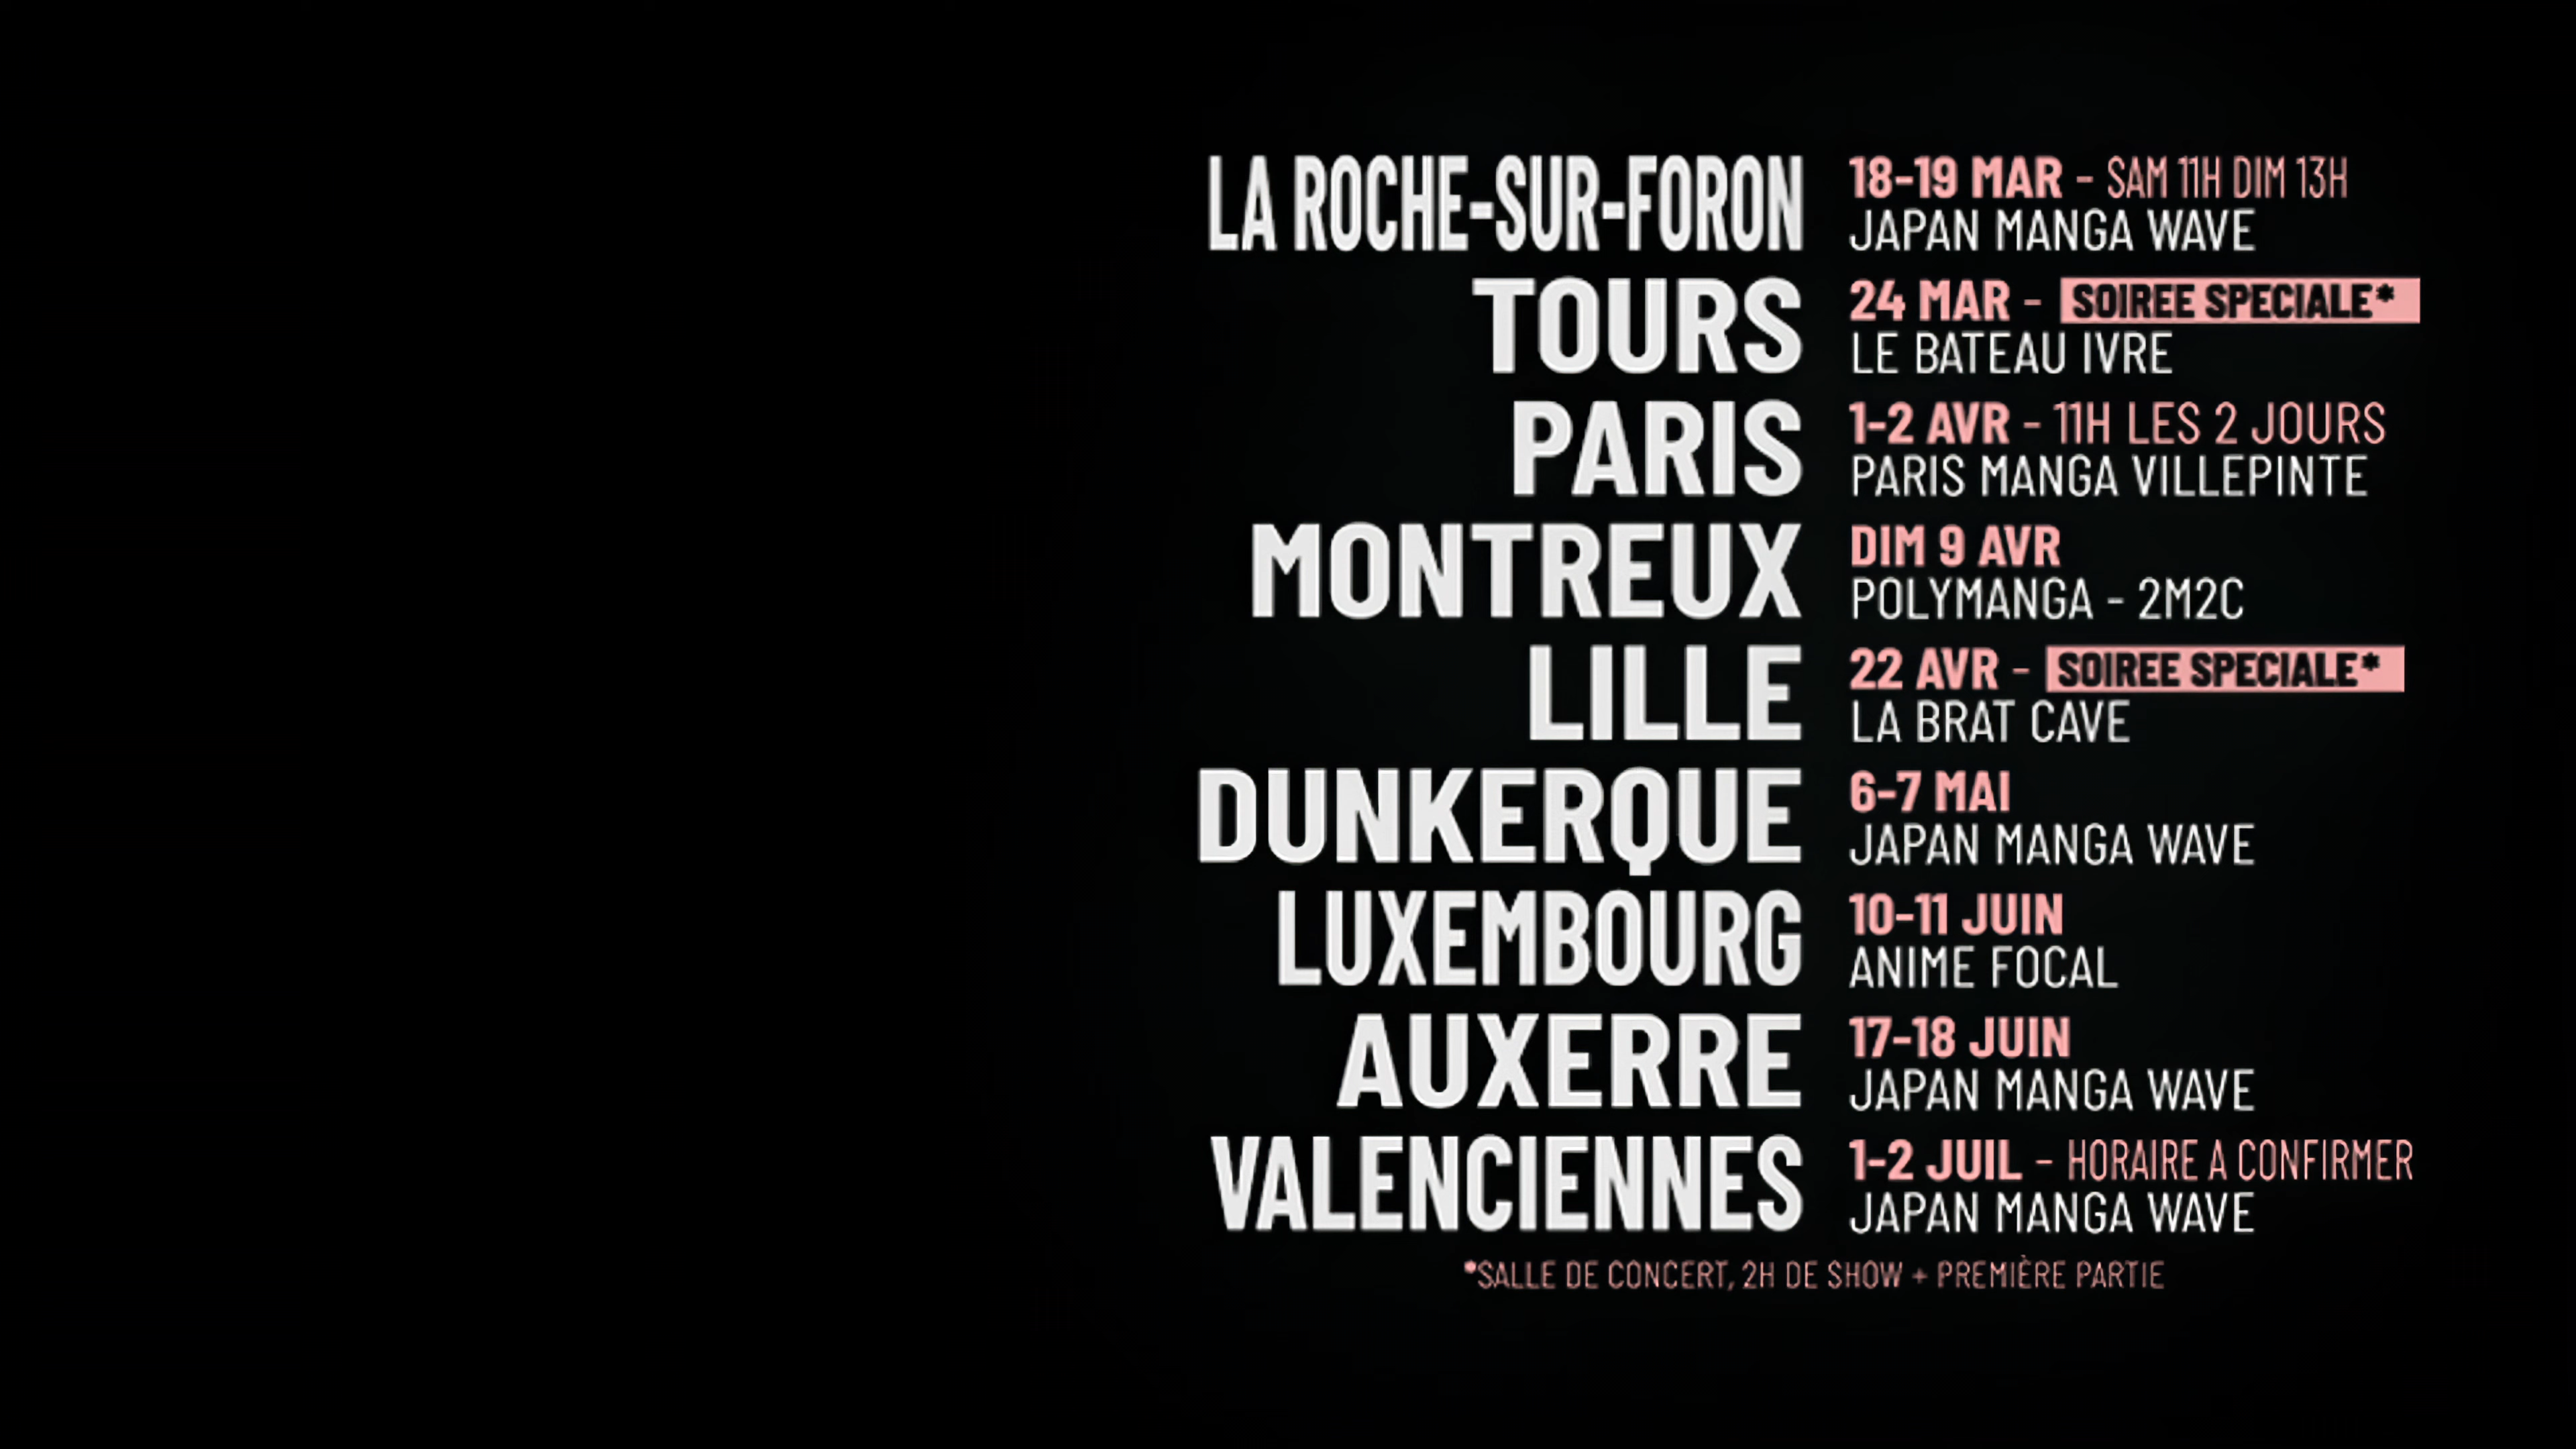 LA ROCHE-SUR-FORON
18-19 MAR - SAM 11H DIM 13H
JAPAN MANGA WAVE
TOURS
24 MAR - SOIREE SPECIALE*
LE BATEAU IVRE
PARIS
1-2 AVR - 11H LES 2 JOURS
PARIS MANGA VILLEPINTE
MONTREUX
DIM 9 AVR
POLYMANGA - 2M2C
LILLE
22 AVR - SOIREE SPECIALE*
LA BRAT CAVE
DUNKERQUE
6-7 MAI
JAPAN MANGA WAVE
LUXEMBOURG
10-11 JUIN
ANIME FOCAL
AUXERRE
17-18 JUIN
JAPAN MANGA WAVE
VALENCIENNES
1-2 JUIL - HORAIRE A CONFIRMER
JAPAN MANGA WAVE
*SALLE DE CONCERT, 2H DE SHOW + PREMIÈRE PARTIE